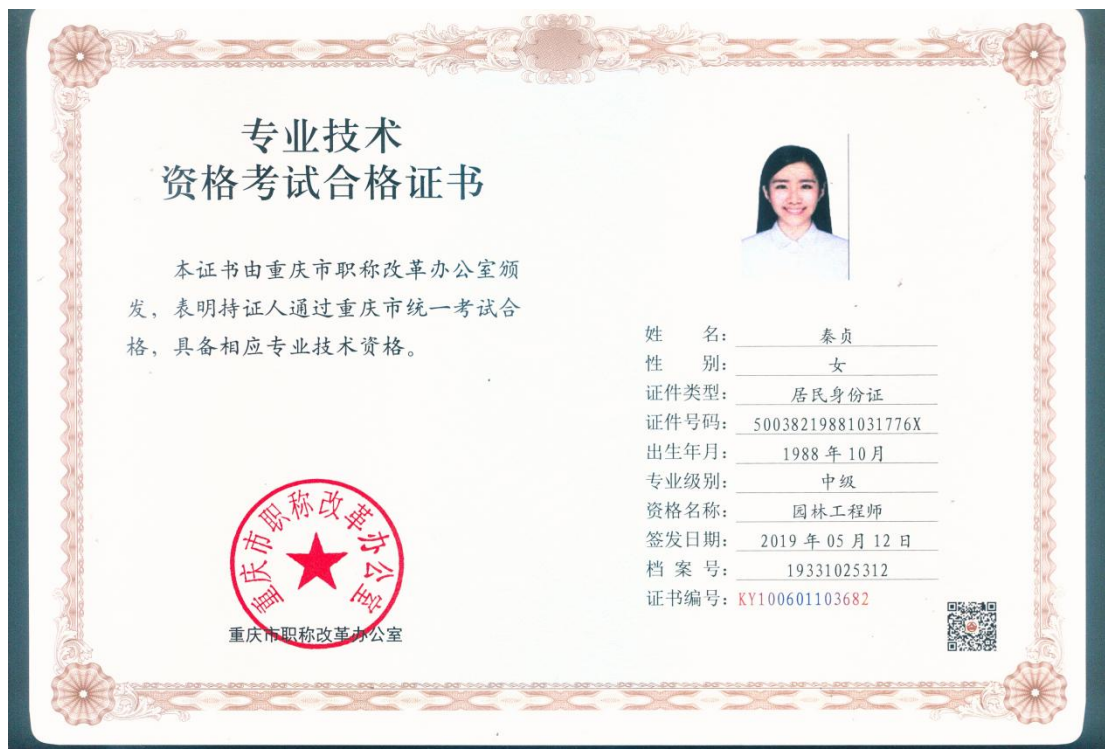 专业技术
资格考试合格证书
本证书由重庆市职称改革办公室颁
发，表明持证人通过重庆市统一考试合
格，具备相应专业技术资格。
重庆市职称改革办公室
重庆市职称改革办公室
姓 名： 秦贞
性 别： 女
证件类型： 居民身份证
证件号码： 50038219881031776X
出生年月： 1988 年 10 月
专业级别： 中级
资格名称： 园林工程师
签发日期： 2019 年 05 月 12 日
档 案 号： 19331025312
证书编号： KY100601103682